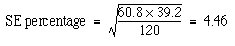 SE percentage = √(60.8 × 39.2 / 120) = 4.46